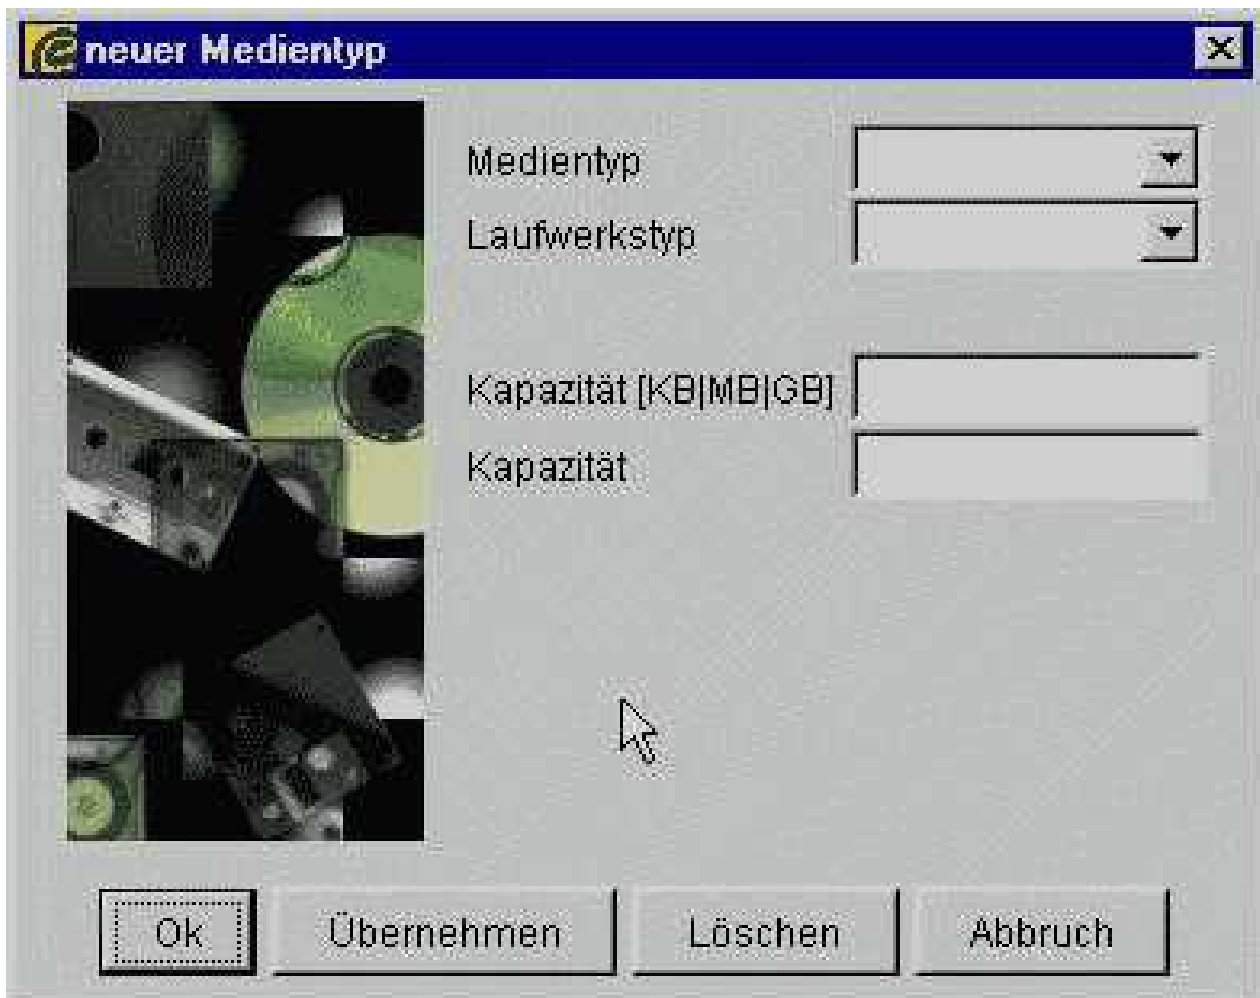 neuer Medientyp
Medientyp
Laufwerkstyp
Kapazität [KB|MB|GB]
Kapazität
Ok
Übernehmen
Löschen
Abbruch